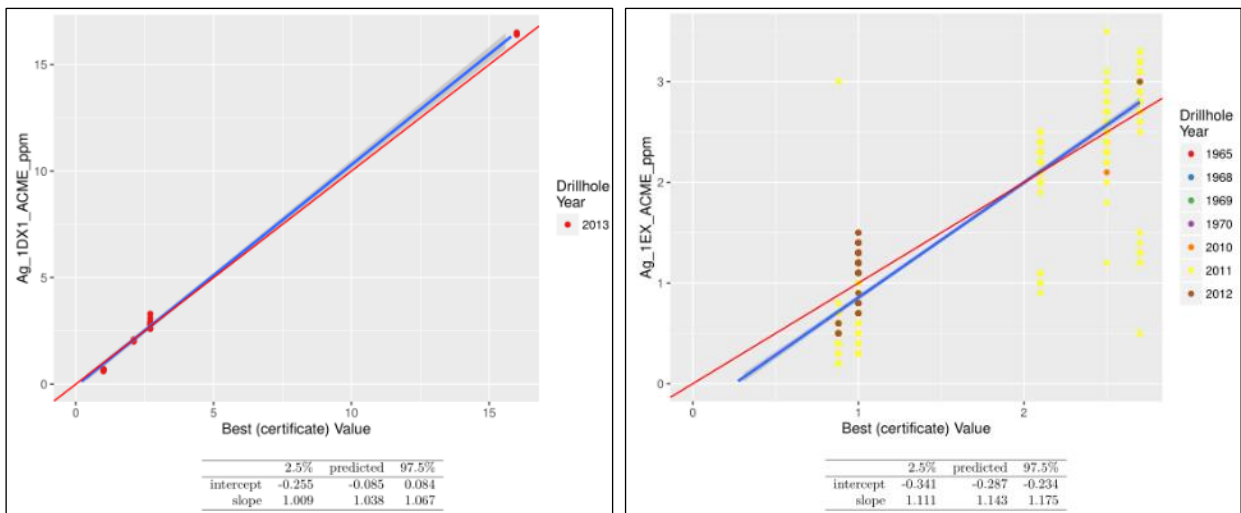 15
10
5
0
Ag_1DX1_ACME_ppm
0 5 10 15
Best (certificate) Value
Drillhole
Year
2013
2.5% predicted 97.5%
intercept -0.255 -0.085 0.084
slope 1.009 1.038 1.067
3
2
1
0
Ag_1EX_ACME_ppm
0 1 2
Best (certificate) Value
Drillhole
Year
1965
1968
1969
1970
2010
2011
2012
2.5% predicted 97.5%
intercept -0.341 -0.287 -0.234
slope 1.111 1.143 1.175